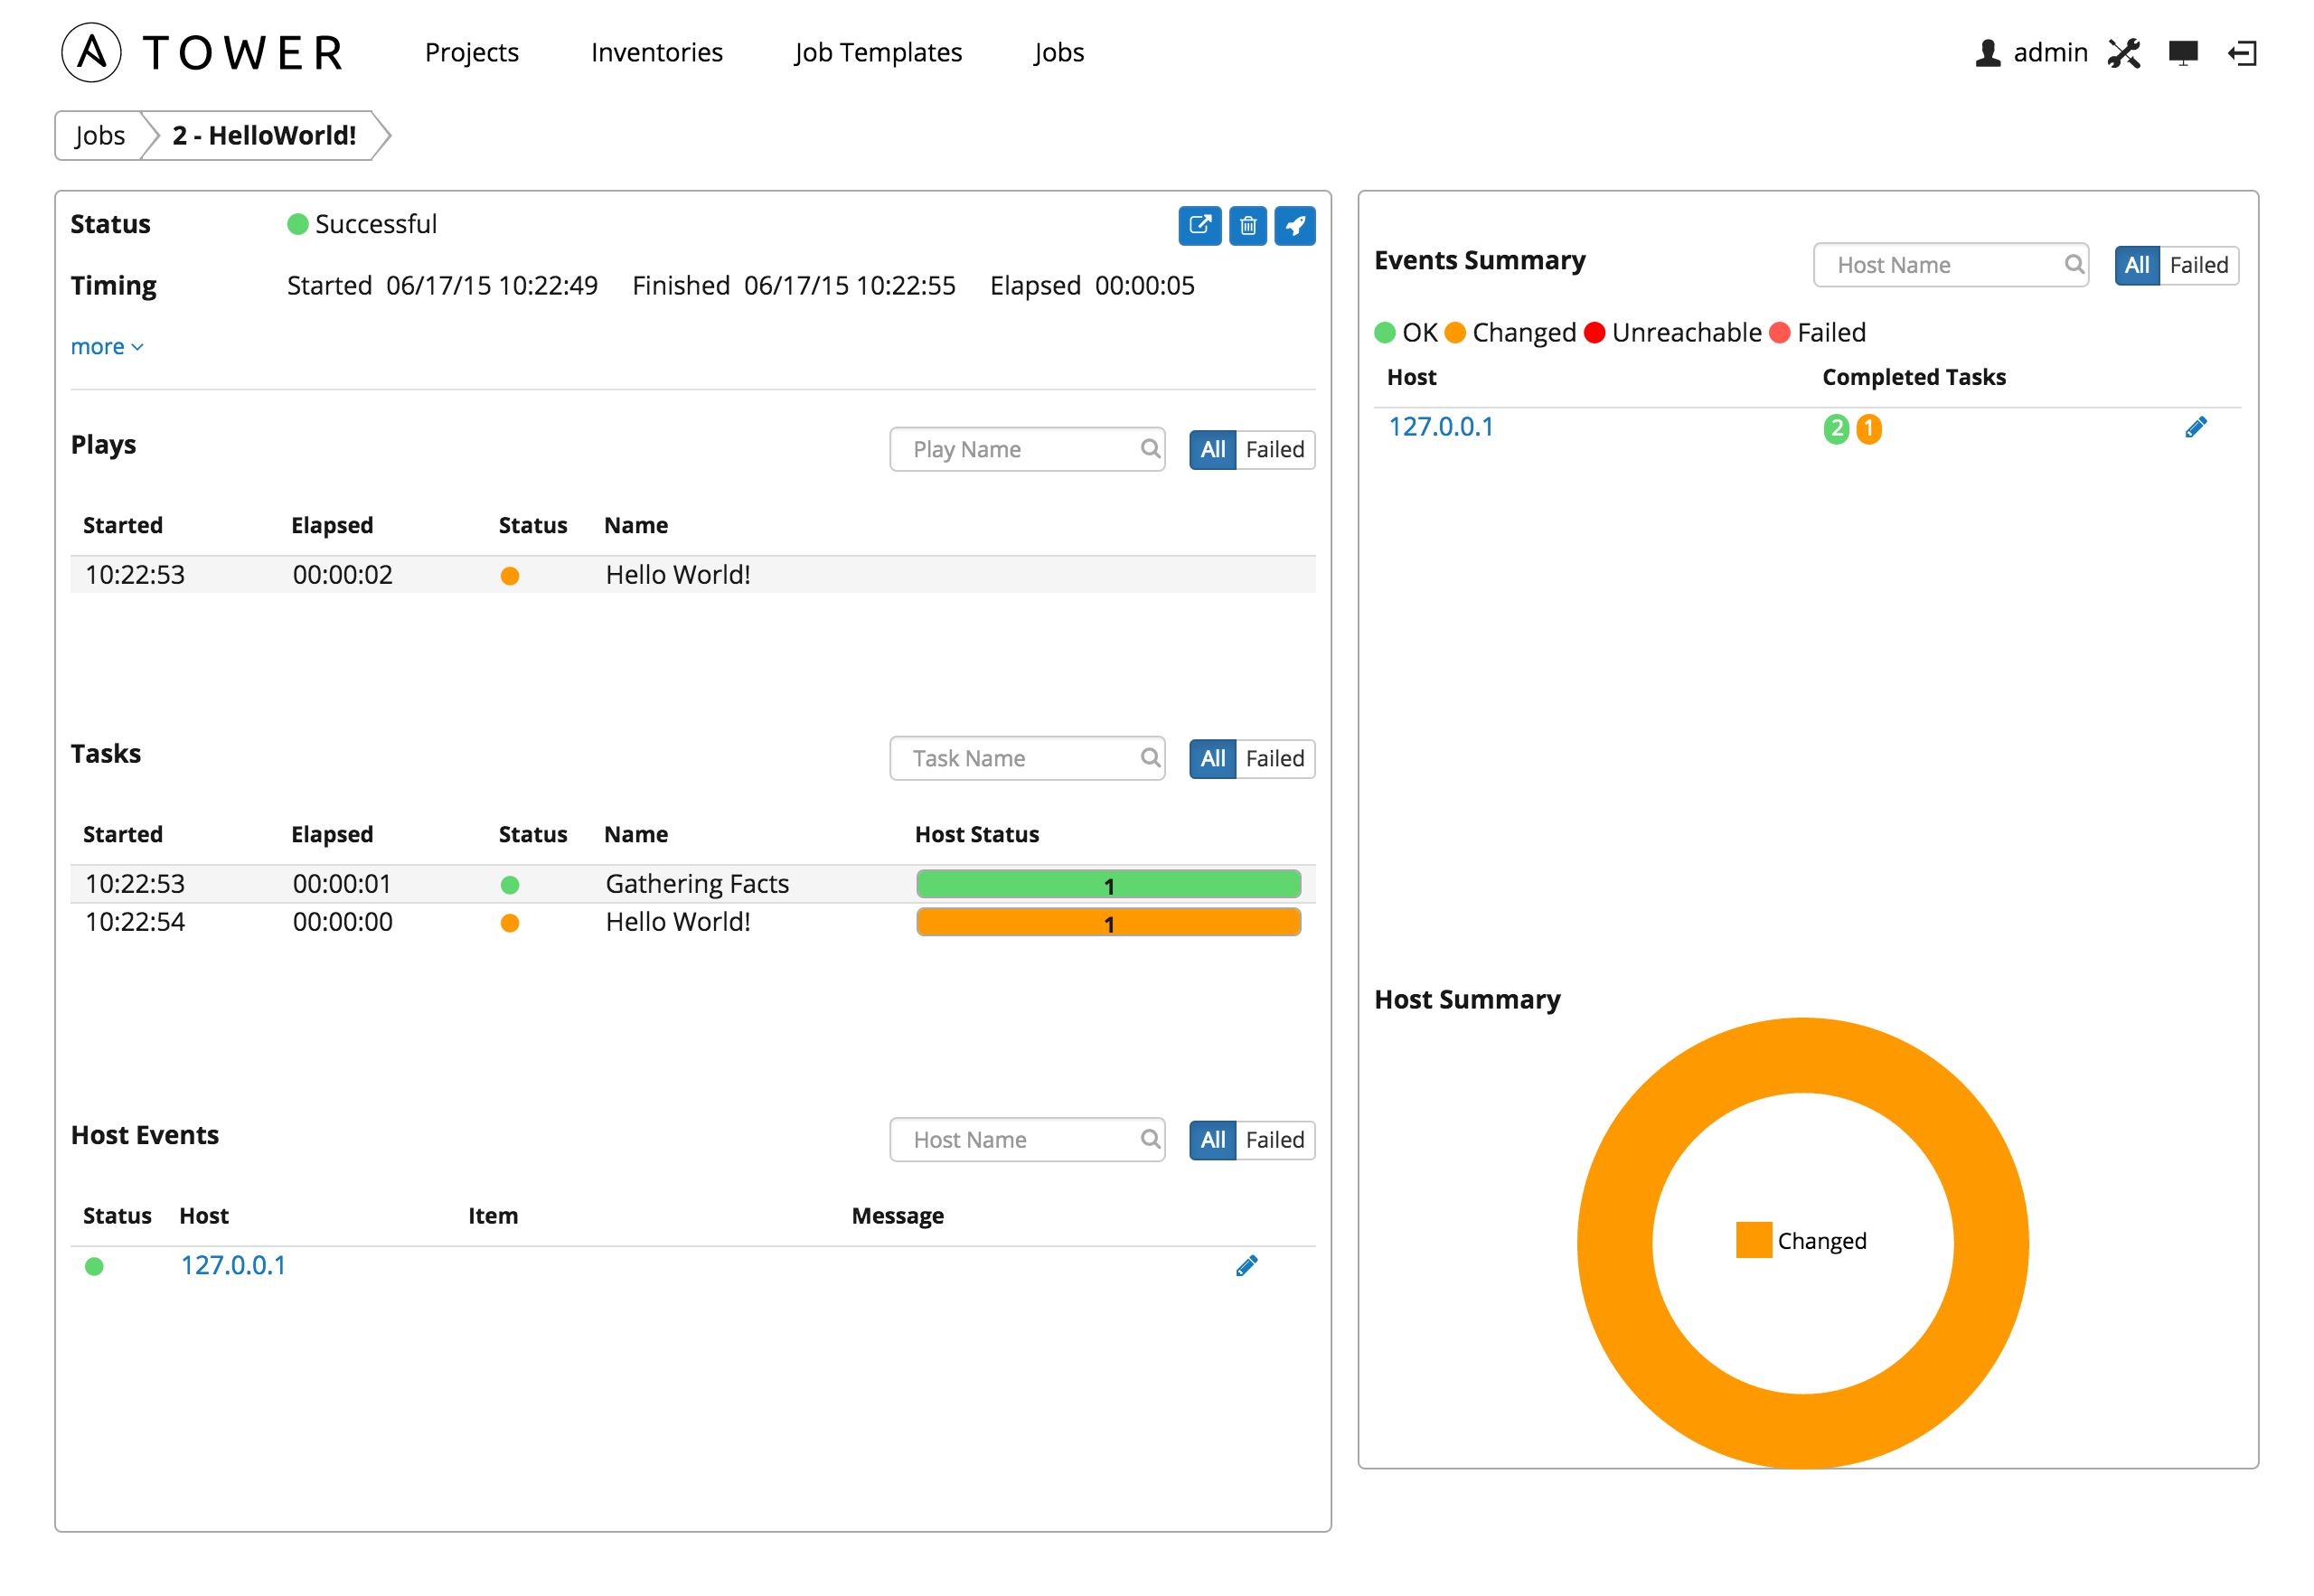 TOWER Projects Inventories Job Templates Jobs admin
Jobs 2 - HelloWorld!
Status Successful
Timing Started 06/17/15 10:22:49 Finished 06/17/15 10:22:55 Elapsed 00:00:05
more
Plays Play Name All Failed
Started Elapsed Status Name
10:22:53 00:00:02 Hello World!
Tasks Task Name All Failed
Started Elapsed Status Name Host Status
10:22:53 00:00:01 Gathering Facts 1
10:22:54 00:00:00 Hello World! 1
Host Events Host Name All Failed
Status Host Item Message
127.0.0.1
Events Summary Host Name All Failed
OK Changed Unreachable Failed
Host Completed Tasks
127.0.0.1 2 1
Host Summary
Changed